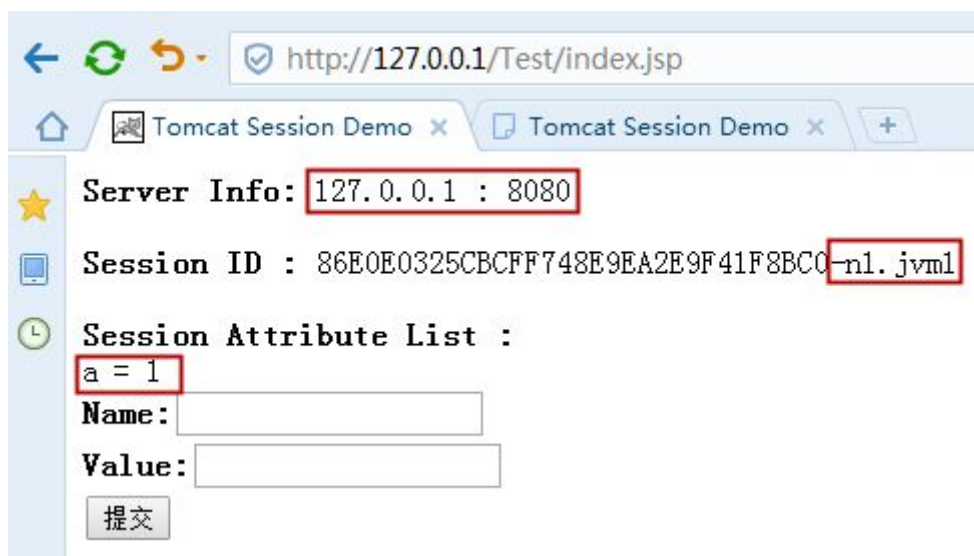 http://127.0.0.1/Test/index.jsp
Tomcat Session Demo × Tomcat Session Demo × +
Server Info: 127.0.0.1 : 8080
Session ID : 86E0E0325CBCFF748E9EA2E9F41F8BC0-n1.jvm1
Session Attribute List :
a = 1
Name:
Value:
提交